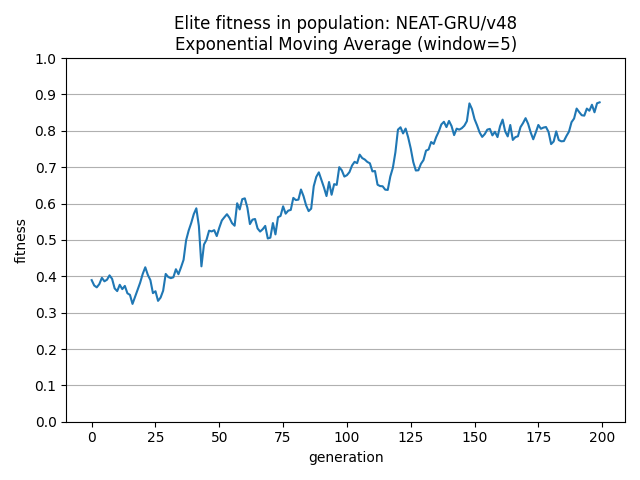 Elite fitness in population: NEAT-GRU/v48
Exponential Moving Average (window=5)
1.0
0.9
0.8
0.7
0.6
0.5
0.4
0.3
0.2
0.1
0.0
fitness
0 25 50 75 100 125 150 175 200
generation